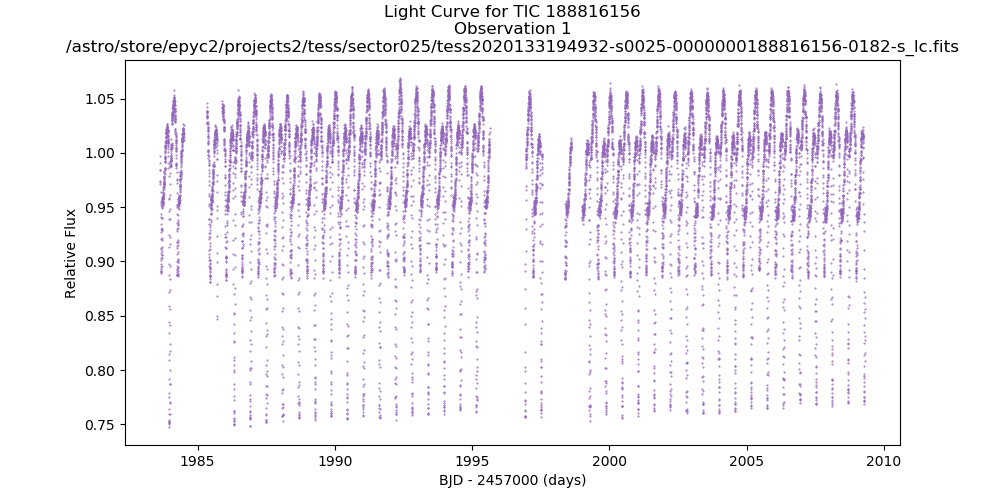 Light Curve for TIC 188816156
Observation 1
/astro/store/epyc2/projects2/tess/sector025/tess2020133194932-s0025-0000000188816156-0182-s_lc.fits
1.05
1.00
0.95
0.90
0.85
0.80
0.75
Relative Flux
1985
1990
1995
2000
2005
2010
BJD - 2457000 (days)